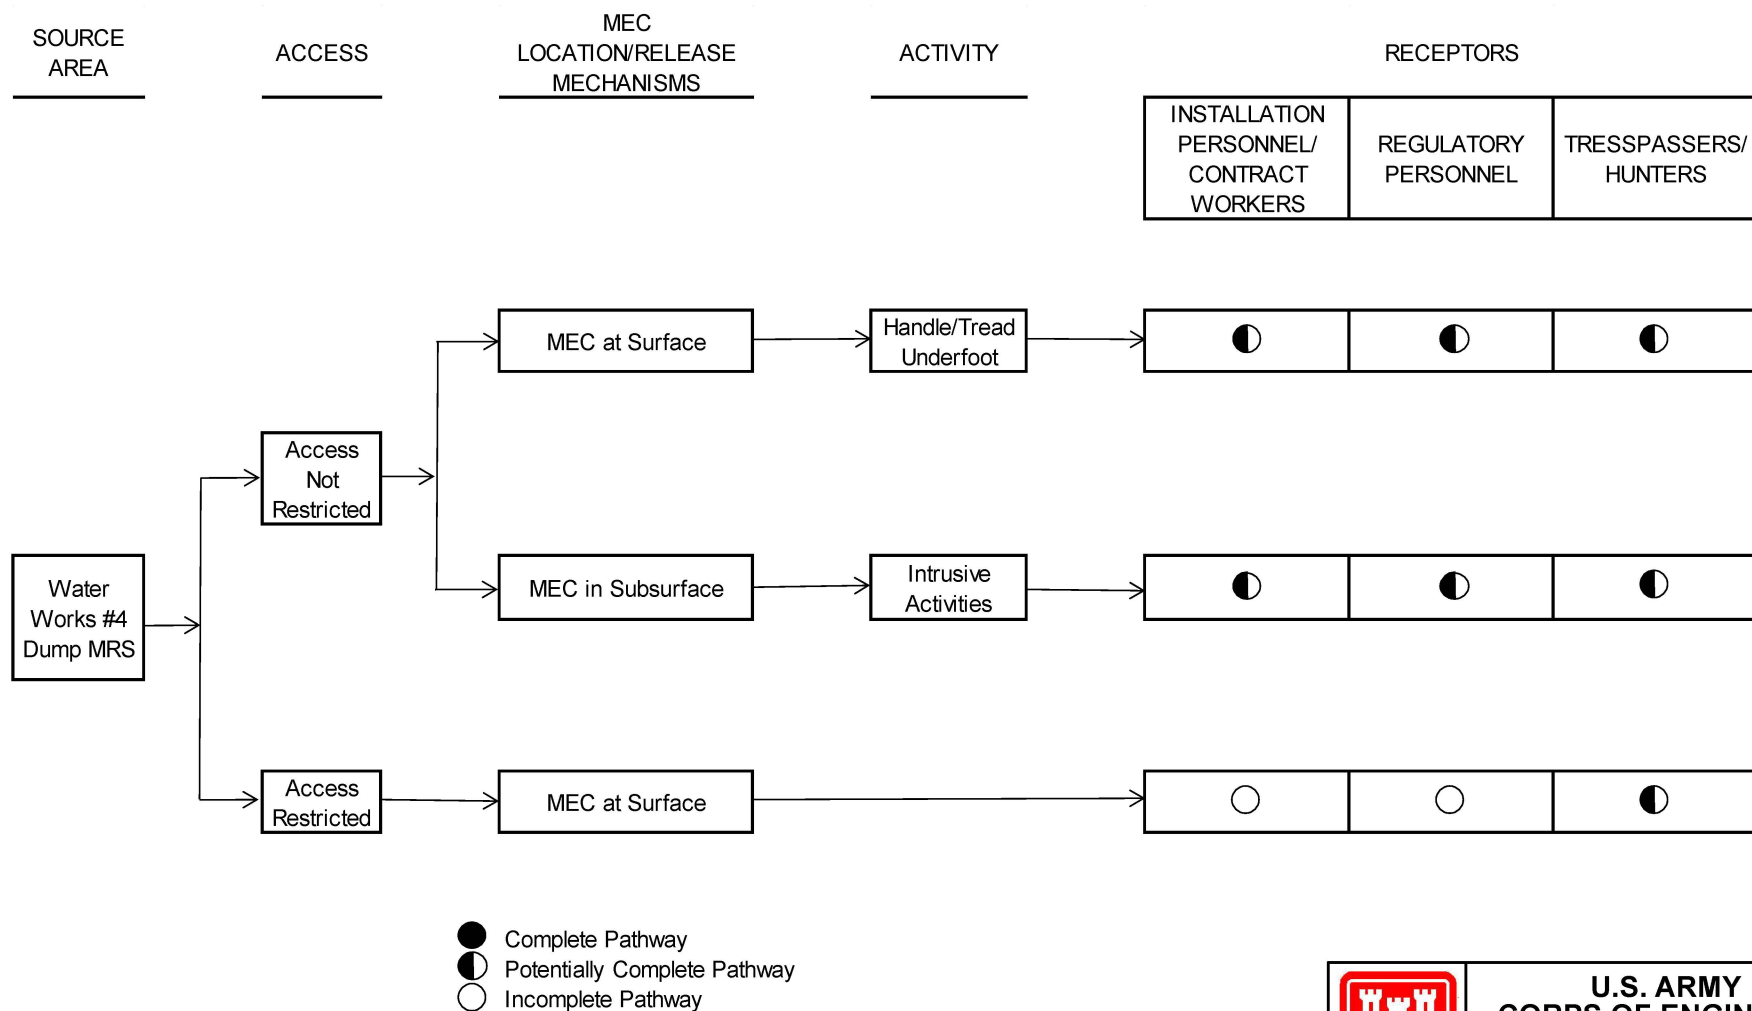 SOURCE
AREA
ACCESS
MEC
LOCATION/RELEASE
MECHANISMS
ACTIVITY
RECEPTORS
INSTALLATION
PERSONNEL/
CONTRACT
WORKERS
REGULATORY
PERSONNEL
TRESSPASSERS/
HUNTERS
MEC at Surface
Handle/Tread
Underfoot
Access
Not
Restricted
Water
Works #4
Dump MRS
MEC in Subsurface
Intrusive
Activities
Access
Restricted
MEC at Surface
Complete Pathway
Potentially Complete Pathway
Incomplete Pathway
U.S. ARMY
CORPS OF